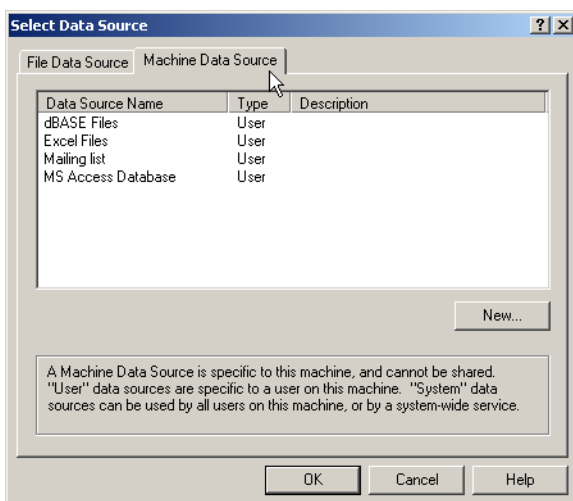 Select Data Source
File Data Source Machine Data Source
Data Source Name Type Description
dBASE Files User
Excel Files User
Mailing list User
MS Access Database User
New...
A Machine Data Source is specific to this machine, and cannot be shared.
"User" data sources are specific to a user on this machine. "System" data
sources can be used by all users on this machine, or by a system-wide service.
OK Cancel Help